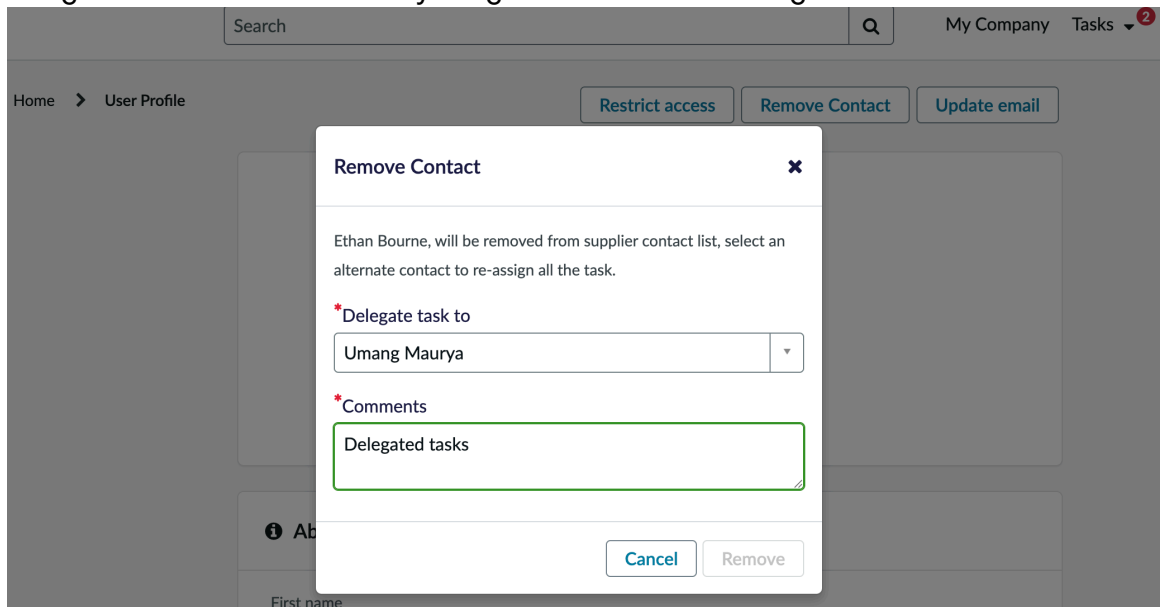 Search
My Company Tasks 2
Home > User Profile
Restrict access Remove Contact Update email
Remove Contact
Ethan Bourne, will be removed from supplier contact list, select an
alternate contact to re-assign all the task.
*Delegate task to
Umang Maurya
*Comments
Delegated tasks
Ab
Cancel Remove
First name